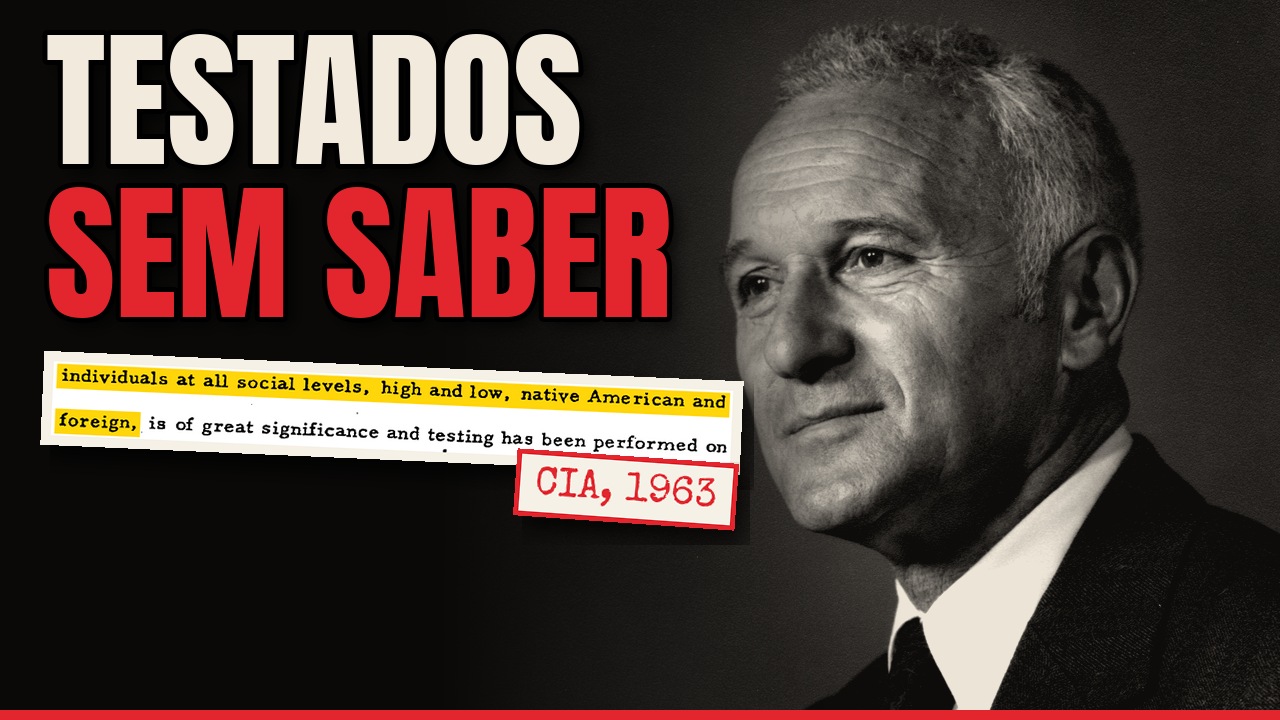 TESTADOS
SEM SABER
individuals at all social levels, high and low, native American and
foreign, is of great significance and testing has been performed on
CIA, 1963